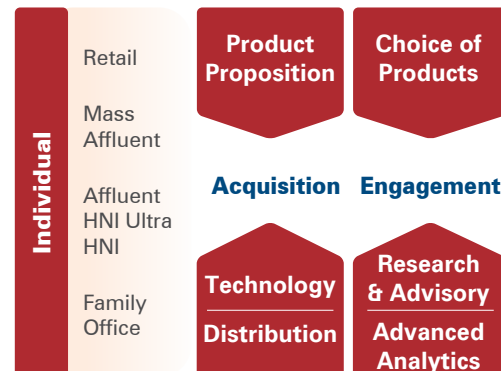 Individual
Retail
Mass
Affluent
Affluent
HNI Ultra
HNI
Family
Office
Product
Proposition
Acquisition
Technology
Distribution
Choice of
Products
Engagement
Research
& Advisory
Advanced
Analytics